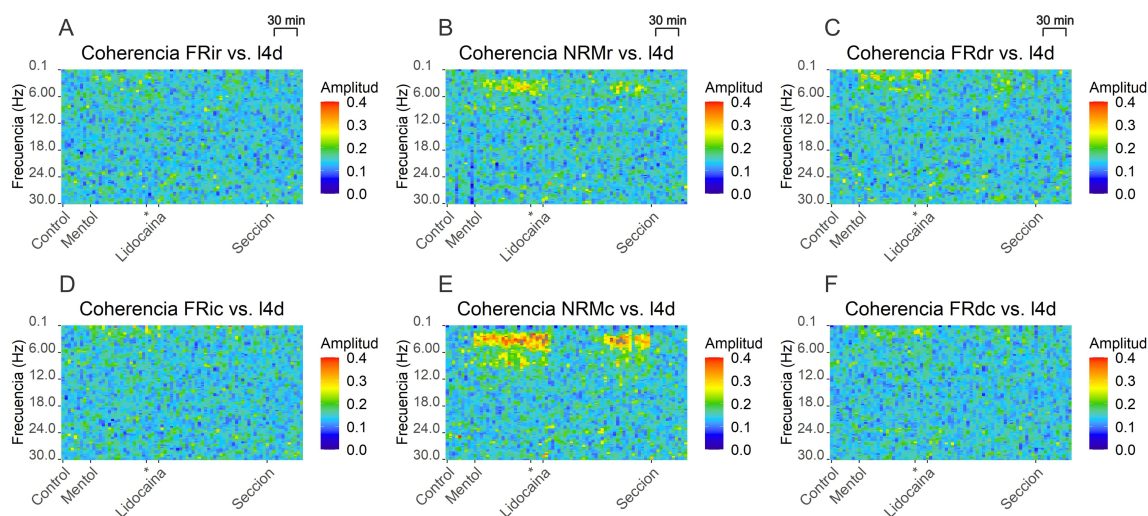 30 min
30 min
30 min
A
B
C
Coherencia FRir vs. I4d
Coherencia NRMr vs. I4d
Coherencia FRdr vs. I4d
Frecuencia (Hz)
0.1
6.00
12.0
18.0
24.0
30.0
Amplitud
0.4
0.3
0.2
0.1
0.0
Control
Mentol
*
Lidocaina
Seccion
Frecuencia (Hz)
0.1
6.00
12.0
18.0
24.0
30.0
Amplitud
0.4
0.3
0.2
0.1
0.0
Control
Mentol
*
Lidocaina
Seccion
Frecuencia (Hz)
0.1
6.00
12.0
18.0
24.0
30.0
Amplitud
0.4
0.3
0.2
0.1
0.0
Control
Mentol
*
Lidocaina
Seccion
D
E
F
Coherencia FRic vs. I4d
Coherencia NRMc vs. I4d
Coherencia FRdc vs. I4d
Frecuencia (Hz)
0.1
6.00
12.0
18.0
24.0
30.0
Amplitud
0.4
0.3
0.2
0.1
0.0
Control
Mentol
*
Lidocaina
Seccion
Frecuencia (Hz)
0.1
6.00
12.0
18.0
24.0
30.0
Amplitud
0.4
0.3
0.2
0.1
0.0
Control
Mentol
*
Lidocaina
Seccion
Frecuencia (Hz)
0.1
6.00
12.0
18.0
24.0
30.0
Amplitud
0.4
0.3
0.2
0.1
0.0
Control
Mentol
*
Lidocaina
Seccion